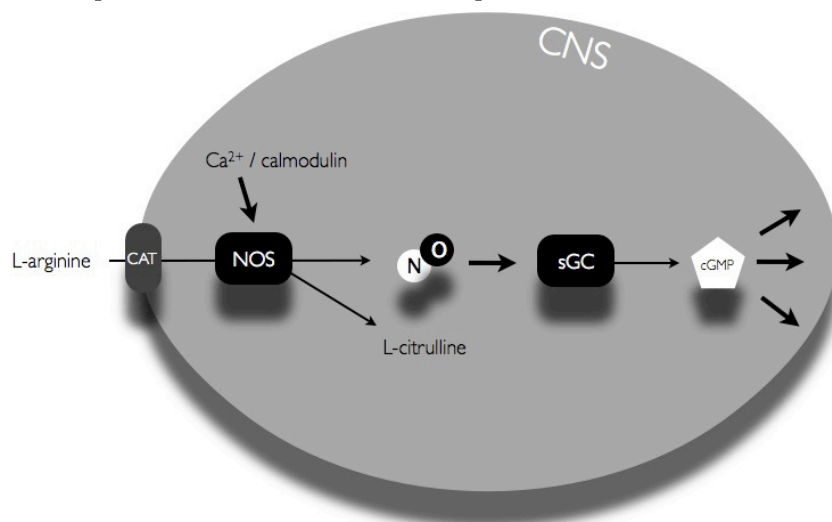 CNS
Ca²⁺ / calmodulin
L-arginine
CAT
NOS
N
O
sGC
cGMP
L-citrulline